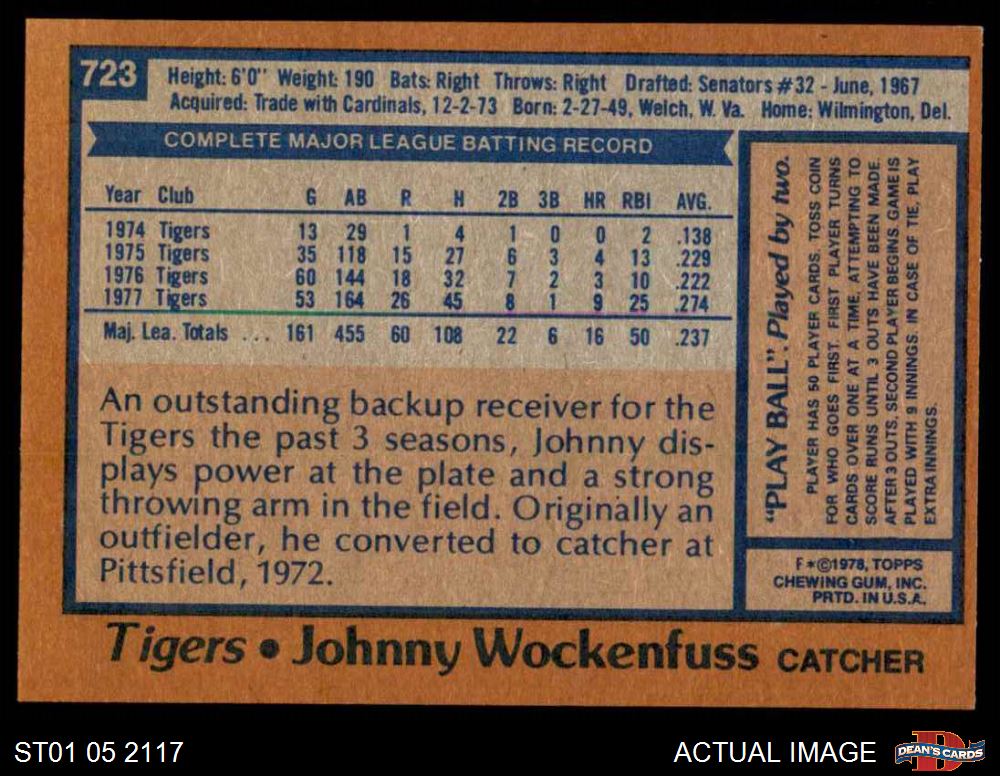 723
Height: 6'0" Weight: 190 Bats: Right Throws: Right Drafted: Senators #32 - June, 1967
Acquired: Trade with Cardinals, 12-2-73 Born: 2-27-49, Welch, W. Va. Home: Wilmington, Del.
COMPLETE MAJOR LEAGUE BATTING RECORD
Year Club G AB R H 2B 3B HR RBI AVG.
1974 Tigers 13 29 1 4 1 0 0 2 .138
1975 Tigers 35 118 15 27 6 3 4 13 .229
1976 Tigers 60 144 18 32 7 2 3 10 .222
1977 Tigers 53 164 26 45 8 1 9 25 .274
Maj. Lea. Totals ... 161 455 60 108 22 6 16 50 .237
An outstanding backup receiver for the
Tigers the past 3 seasons, Johnny dis-
plays power at the plate and a strong
throwing arm in the field. Originally an
outfielder, he converted to catcher at
Pittsfield, 1972.
"PLAY BALL". Played by two.
PLAYER HAS 50 PLAYER CARDS. TOSS COIN
FOR WHO GOES FIRST. FIRST PLAYER TURNS
CARDS OVER ONE AT A TIME, ATTEMPTING TO
SCORE RUNS UNTIL 3 OUTS HAVE BEEN MADE.
AFTER 3 OUTS, SECOND PLAYER BEGINS. GAME IS
PLAYED WITH 9 INNINGS. IN CASE OF TIE, PLAY
EXTRA INNINGS.
F*©1978, TOPPS
CHEWING GUM, INC.
PRTD. IN U.S.A.
Tigers • Johnny Wockenfuss CATCHER
ST01 05 2117
ACTUAL IMAGE
D
DEAN'S CARDS